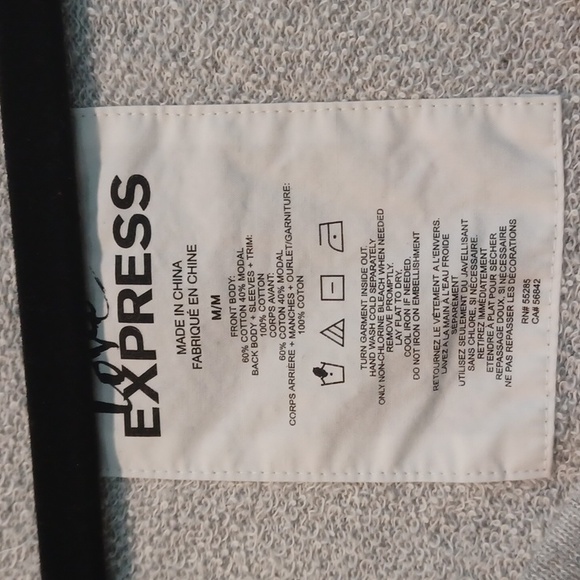 Love
EXPRESS
MADE IN CHINA
FABRIQUÉ EN CHINE
M/M
FRONT BODY:
60% COTTON 40% MODAL
BACK BODY + SLEEVES + TRIM:
100% COTTON
CORPS AVANT:
60% COTON 40% MODAL
CORPS ARRIERE + MANCHES + OURLET/GARNITURE:
100% COTON
TURN GARMENT INSIDE OUT.
HAND WASH COLD SEPARATELY
ONLY NON-CHLORINE BLEACH WHEN NEEDED
REMOVE PROMPTLY.
LAY FLAT TO DRY.
COOL IRON IF NEEDED.
DO NOT IRON ON EMBELLISHMENT
RETOURNEZ LE VÊTEMENT À L'ENVERS.
LAVEZ À LA MAIN À L'EAU FROIDE
SEPAREMENT
UTILISEZ SEULEMENT UN AGENT JAVELLISANT
SANS CHLORE, SI NÉCESSAIRE.
RETIREZ IMMÉDIATEMENT
ETENDRE A PLAT POUR SECHER
REPASSAGE DOUX, SI NÉCESSAIRE
NE PAS REPASSER LES DECORATIONS
RN# 55285
CA# 56842